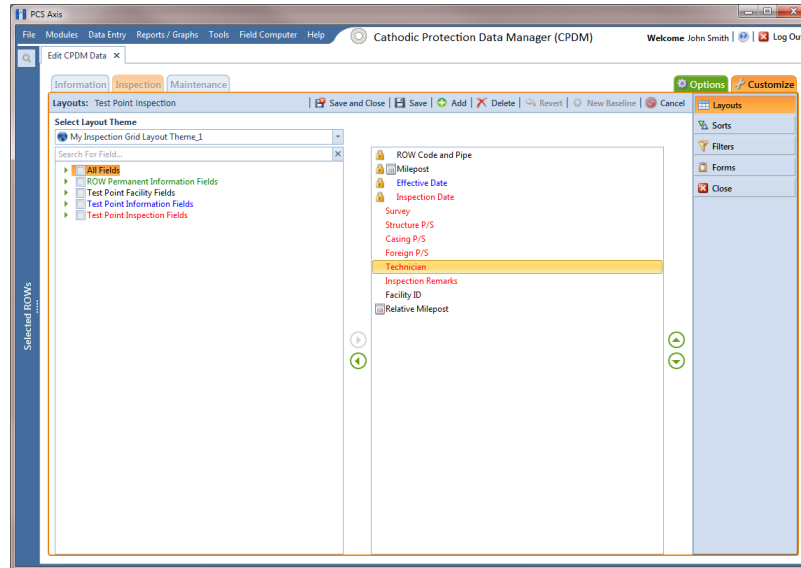 PCS Axis
File Modules Data Entry Reports / Graphs Tools Field Computer Help
Cathodic Protection Data Manager (CPDM)
Welcome John Smith | | Log Out
Edit CPDM Data ×
Information Inspection Maintenance
Options Customize
Layouts: Test Point Inspection | Save and Close | Save | Add | Delete | Revert | New Baseline | Cancel
Layouts
Sorts
Filters
Forms
Close
Select Layout Theme
My Inspection Grid Layout Theme_1
Search For Field...
All Fields
ROW Permanent Information Fields
Test Point Facility Fields
Test Point Information Fields
Test Point Inspection Fields
ROW Code and Pipe
Milepost
Effective Date
Inspection Date
Survey
Structure P/S
Casing P/S
Foreign P/S
Technician
Inspection Remarks
Facility ID
Relative Milepost
Selected ROWs